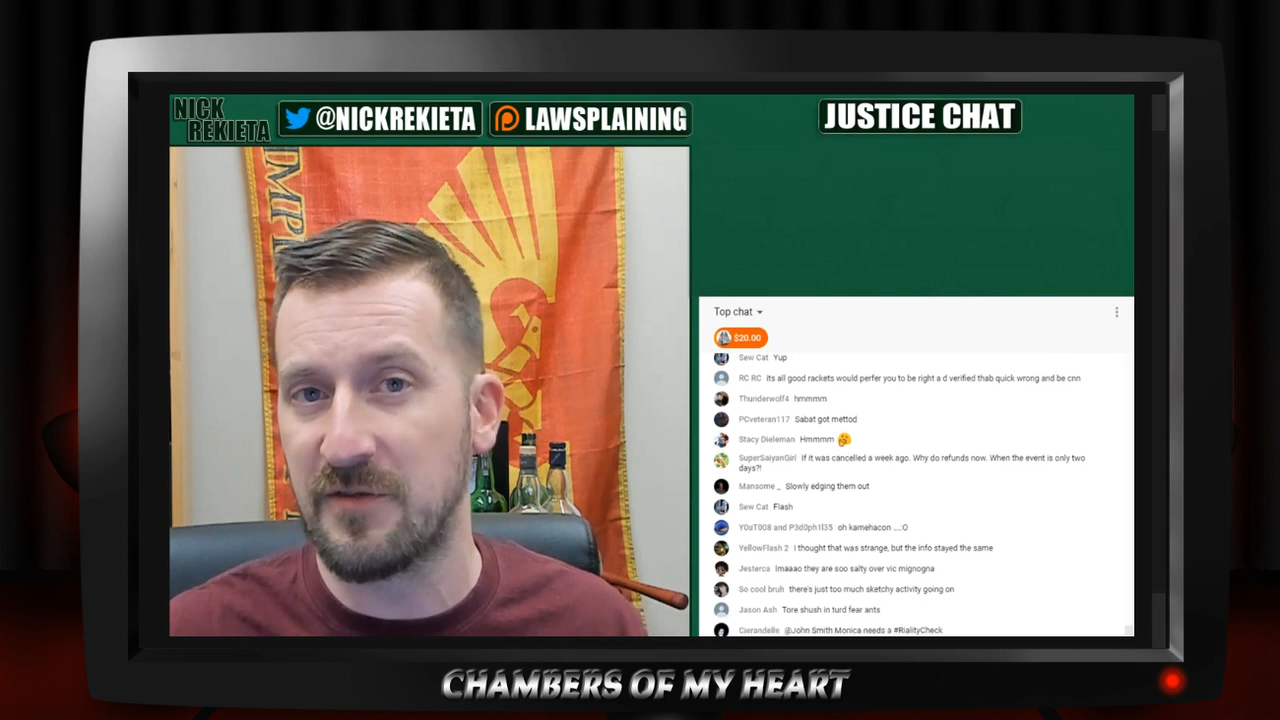 NICK
REKIETA
@NICKREKIETA
LAWSPLAINING
JUSTICE CHAT
IMPE
Top chat
$20.00
Sew Cat Yup
RC RC its all good rackets would perfer you to be right a d verified thab quick wrong and be cnn
Thunderwolf4 hmmmm
PCveteran117 Sabat got mettod
Stacy Dieleman Hmmmm 🤔
SuperSaiyanGirl If it was cancelled a week ago. Why do refunds now. When the event is only two
days?!
Mansome _ Slowly edging them out
Sew Cat Flash
Y0uT008 and P3d0ph1l35 oh kamehacon ....:O
YellowFlash 2 I thought that was strange, but the info stayed the same
Jesterca lmaaao they are soo salty over vic mignogna
So cool bruh there's just too much sketchy activity going on
Jason Ash Tore shush in turd fear ants
Cierandelle @John Smith Monica needs a #RialityCheck
CHAMBERS OF MY HEART